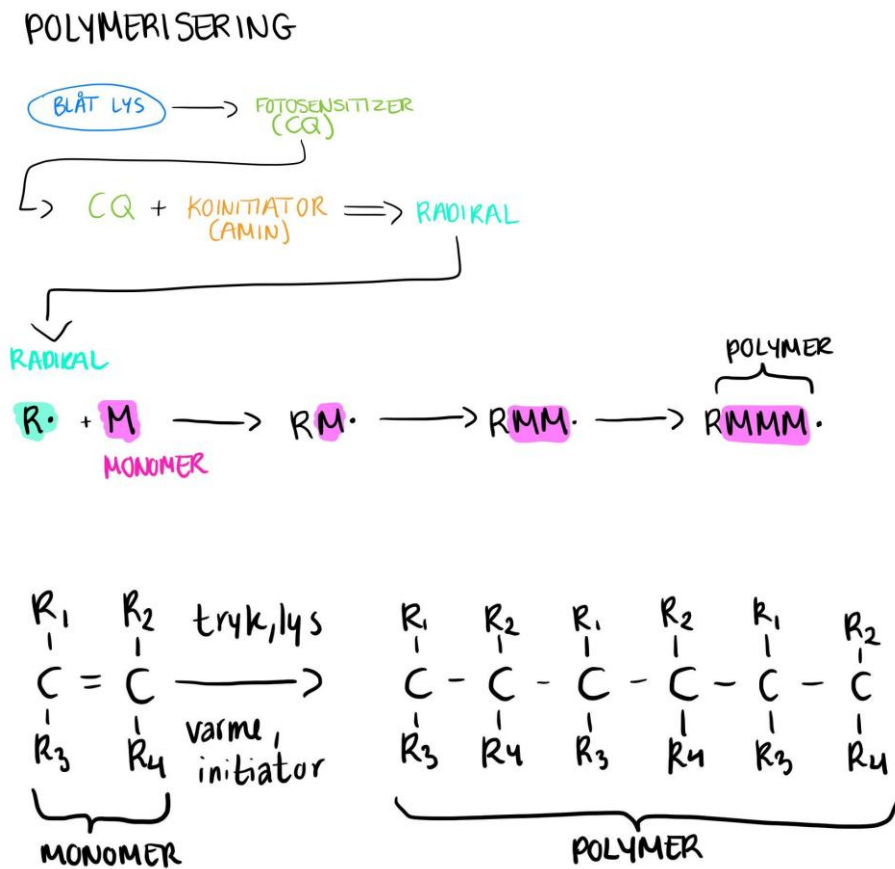 POLYMERISERING
BLÅT LYS → FOTOSENSITIZER
(CQ)
CQ + KOINITIATOR ⇒ RADIKAL
(AMIN)
RADIKAL
POLYMER
R· + M → RM· → RMM· → RMMM·
MONOMER
R1 R2 tryk, lys R1 R2 R1 R2 R1 R2
C = C → C - C - C - C - C - C
R3 R4 varme, initiator R3 R4 R3 R4 R3 R4
MONOMER POLYMER